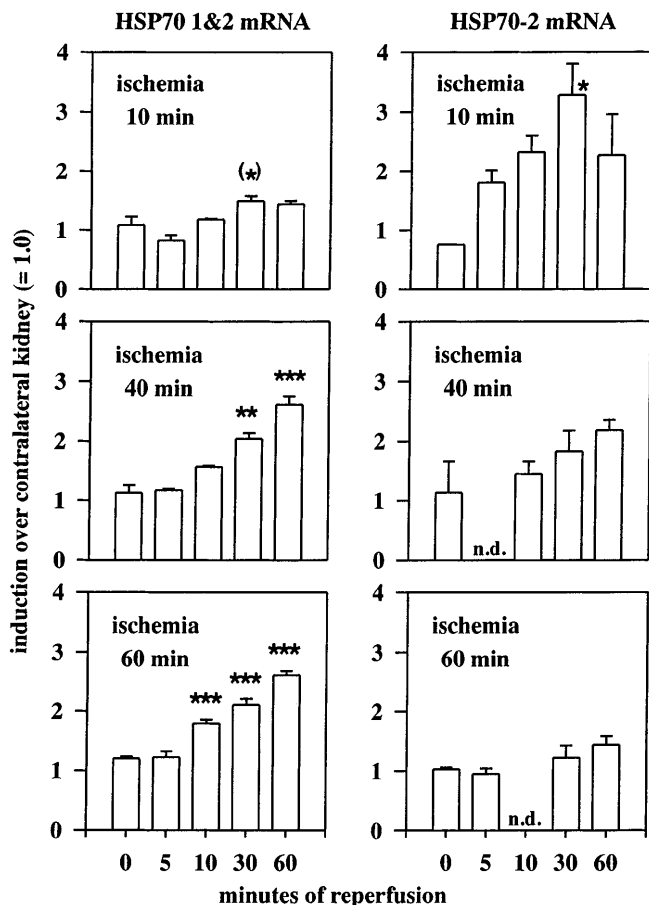 HSP70 1&2 mRNA
HSP70-2 mRNA
induction over contralateral kidney (= 1.0)
4
3
2
1
0
ischemia
10 min
(*)
4
3
2
1
0
ischemia
10 min
*
4
3
2
1
0
ischemia
40 min
**
***
4
3
2
1
0
ischemia
40 min
n.d.
4
3
2
1
0
ischemia
60 min
***
***
***
0 5 10 30 60
4
3
2
1
0
ischemia
60 min
n.d.
0 5 10 30 60
minutes of reperfusion